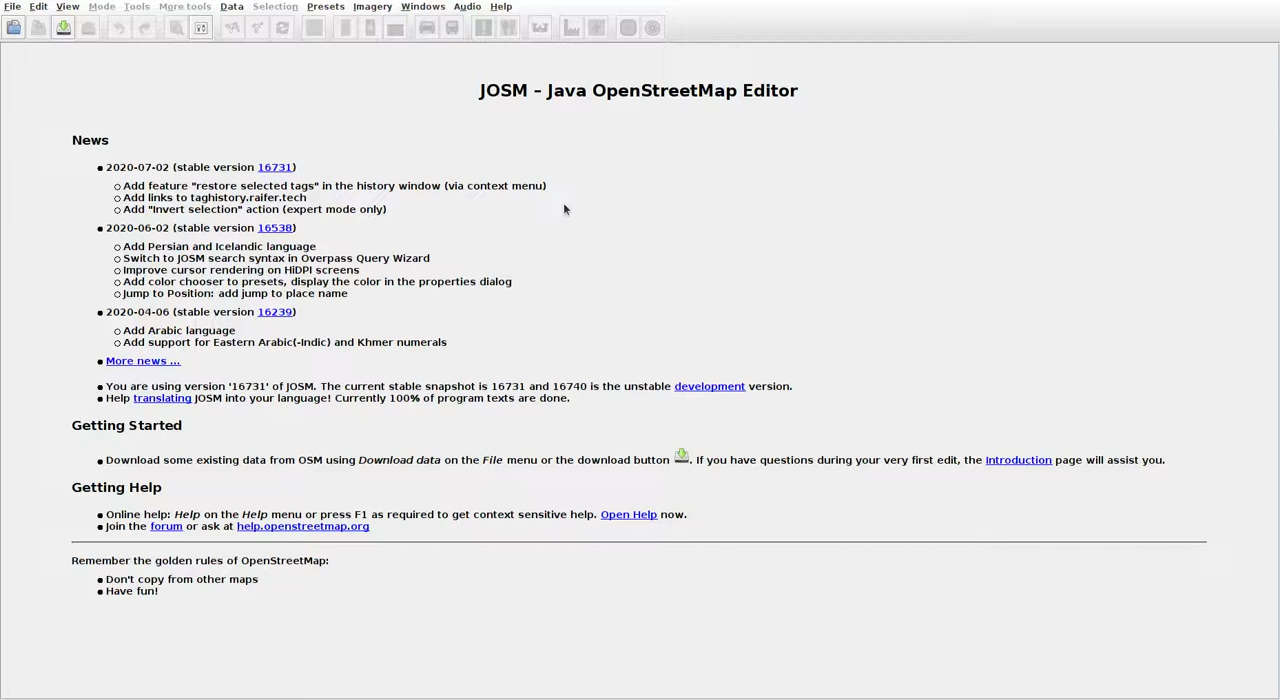 File Edit View Mode Tools More tools Data Selection Presets Imagery Windows Audio Help
JOSM – Java OpenStreetMap Editor
News
2020-07-02 (stable version 16731)
Add feature "restore selected tags" in the history window (via context menu)
Add links to taghistory.raifer.tech
Add "Invert selection" action (expert mode only)
2020-06-02 (stable version 16538)
Add Persian and Icelandic language
Switch to JOSM search syntax in Overpass Query Wizard
Improve cursor rendering on HiDPI screens
Add color chooser to presets, display the color in the properties dialog
Jump to Position: add jump to place name
2020-04-06 (stable version 16239)
Add Arabic language
Add support for Eastern Arabic(-Indic) and Khmer numerals
More news ...
You are using version '16731' of JOSM. The current stable snapshot is 16731 and 16740 is the unstable development version.
Help translating JOSM into your language! Currently 100% of program texts are done.
Getting Started
Download some existing data from OSM using Download data on the File menu or the download button . If you have questions during your very first edit, the Introduction page will assist you.
Getting Help
Online help: Help on the Help menu or press F1 as required to get context sensitive help. Open Help now.
Join the forum or ask at help.openstreetmap.org
Remember the golden rules of OpenStreetMap:
Don't copy from other maps
Have fun!